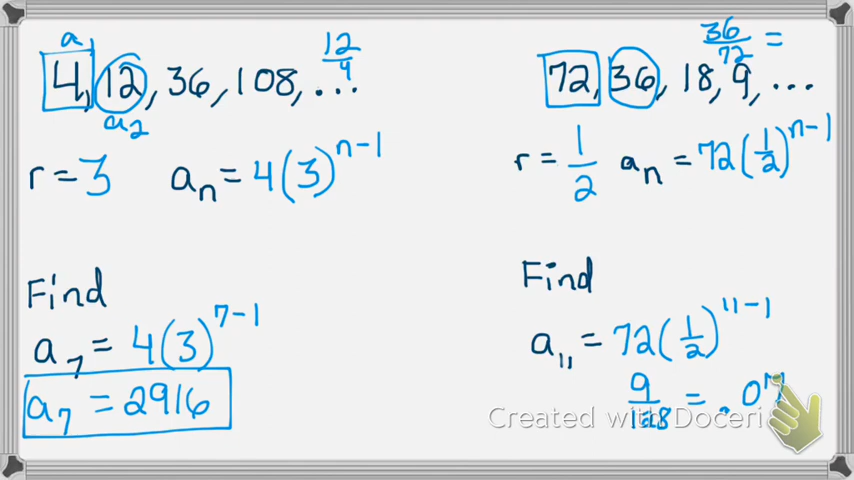 a1
12/4
4, 12, 36, 108, ...
a2
r = 3 an = 4(3)^n-1
Find
a7 = 4(3)^7-1
a7 = 2916
36/72 =
72, 36, 18, 9, ...
r = 1/2 an = 72(1/2)^n-1
Find
a11 = 72(1/2)^11-1
9/128 = .0
Created with Doceri